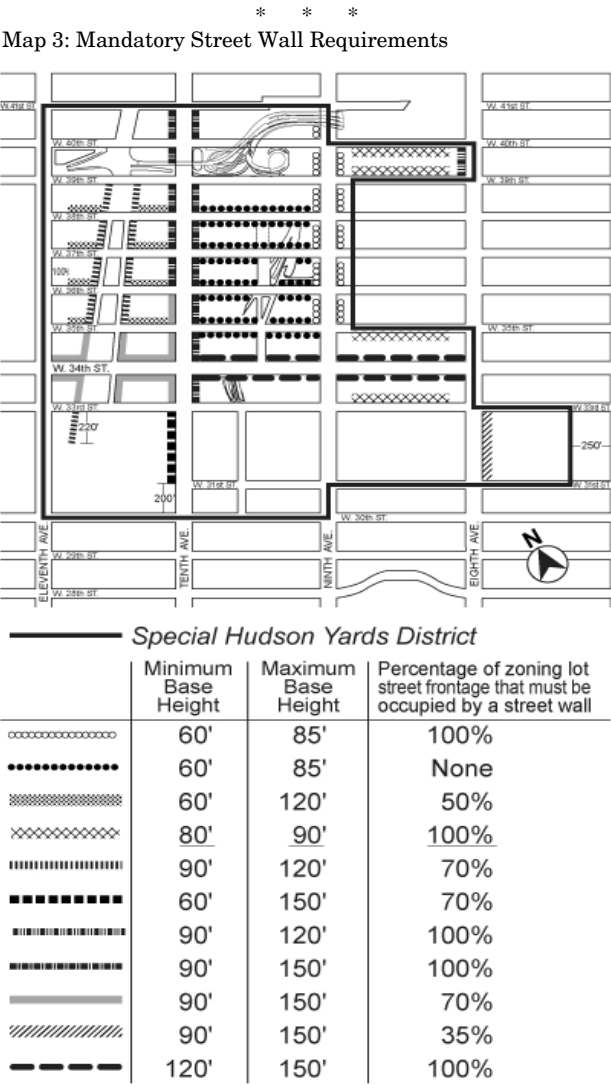 * * *
Map 3: Mandatory Street Wall Requirements
W.41st ST.
W. 41st ST.
W. 40th ST.
W. 40th ST.
W. 39th ST.
W. 39th ST.
W. 38th ST.
W. 37th ST.
100'
W. 36th ST.
W. 35th ST.
W. 35th ST.
W. 34th ST.
W. 33rd ST.
W. 33rd ST.
220'
250'
W. 31st ST.
W. 31st ST.
200'
W. 30th ST.
N
ELEVENTH AVE.
TENTH AVE.
NINTH AVE.
EIGHTH AVE.
W. 29th ST.
W. 28th ST.
Special Hudson Yards District
Minimum Base Height
Maximum Base Height
Percentage of zoning lot street frontage that must be occupied by a street wall
60' 85' 100%
60' 85' None
60' 120' 50%
80' 90' 100%
90' 120' 70%
60' 150' 70%
90' 120' 100%
90' 150' 100%
90' 150' 70%
90' 150' 35%
120' 150' 100%